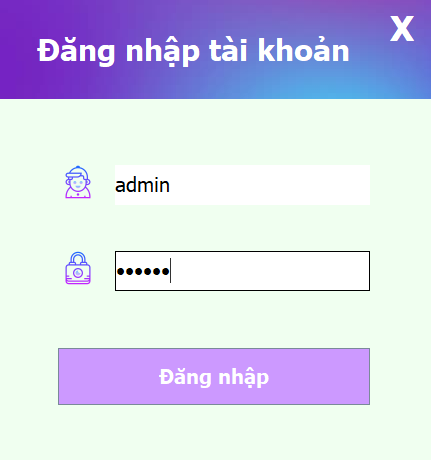 Đăng nhập tài khoản
X
admin
••••••
Đăng nhập